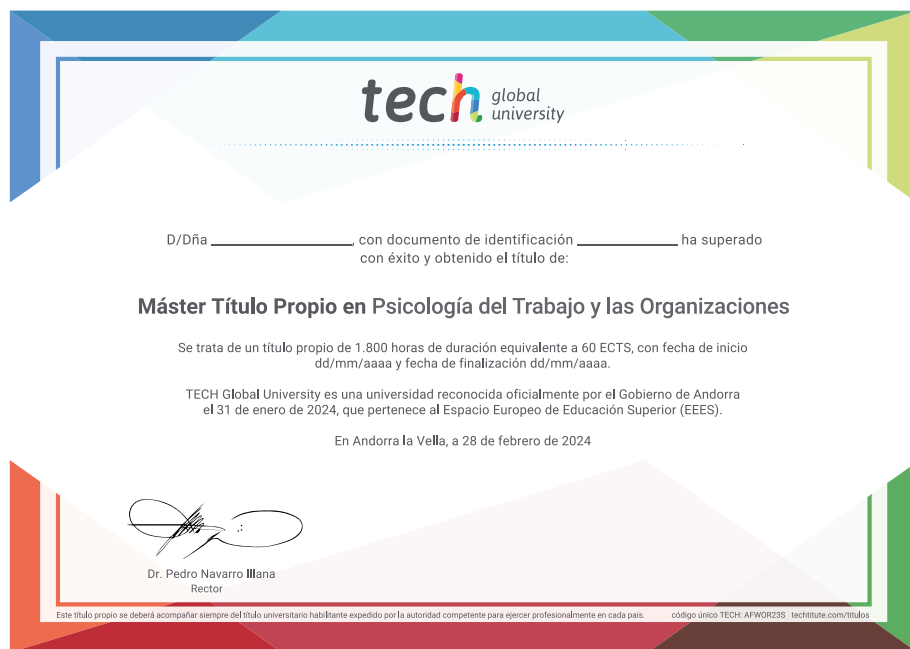 tech global university
D/Dña ____________________, con documento de identificación ______________ ha superado
con éxito y obtenido el título de:
Máster Título Propio en Psicología del Trabajo y las Organizaciones
Se trata de un título propio de 1.800 horas de duración equivalente a 60 ECTS, con fecha de inicio
dd/mm/aaaa y fecha de finalización dd/mm/aaaa.
TECH Global University es una universidad reconocida oficialmente por el Gobierno de Andorra
el 31 de enero de 2024, que pertenece al Espacio Europeo de Educación Superior (EEES).
En Andorra la Vella, a 28 de febrero de 2024
Dr. Pedro Navarro Illana
Rector
Este título propio se deberá acompañar siempre del título universitario habilitante expedido por la autoridad competente para ejercer profesionalmente en cada país. código único TECH: AFWOR23S techtitute.com/titulos